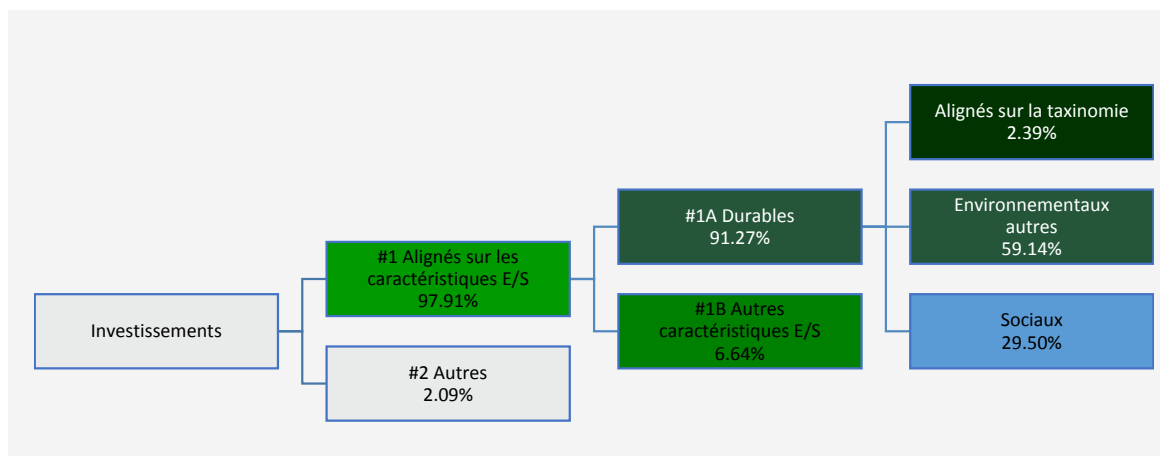 Investissements
#1 Alignés sur les
caractéristiques E/S
97.91%
#2 Autres
2.09%
#1A Durables
91.27%
#1B Autres
caractéristiques E/S
6.64%
Alignés sur la taxinomie
2.39%
Environnementaux
autres
59.14%
Sociaux
29.50%